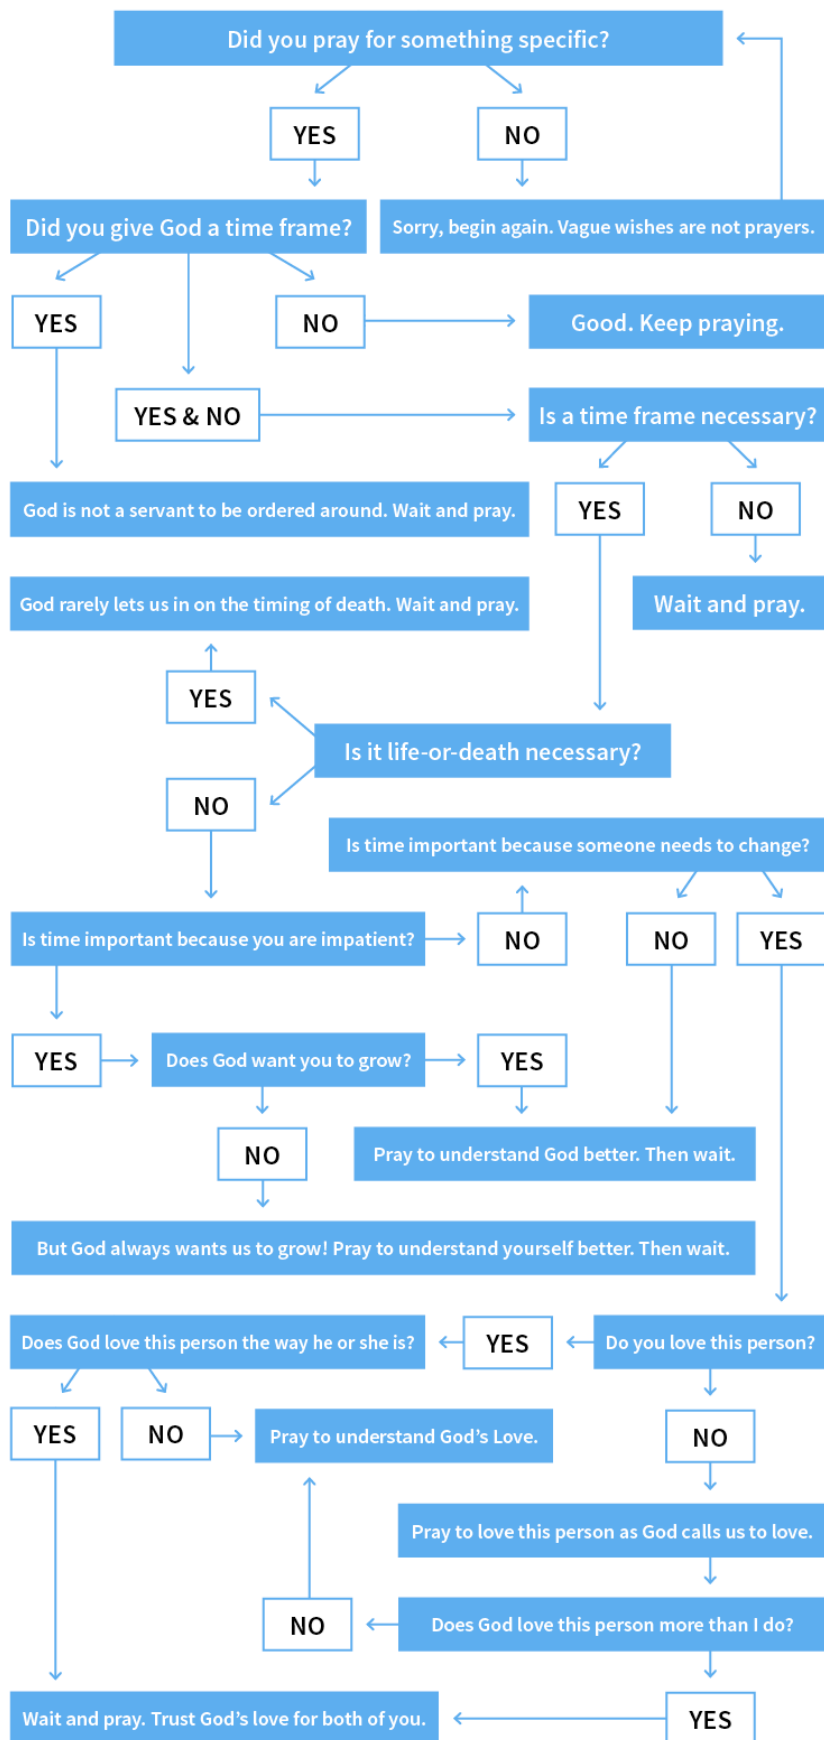 Did you pray for something specific?
YES
NO
Did you give God a time frame?
Sorry, begin again. Vague wishes are not prayers.
YES
NO
Good. Keep praying.
YES & NO
Is a time frame necessary?
God is not a servant to be ordered around. Wait and pray.
YES
NO
God rarely lets us in on the timing of death. Wait and pray.
Wait and pray.
YES
Is it life-or-death necessary?
NO
Is time important because someone needs to change?
Is time important because you are impatient?
NO
NO
YES
YES
Does God want you to grow?
YES
NO
Pray to understand God better. Then wait.
But God always wants us to grow! Pray to understand yourself better. Then wait.
Does God love this person the way he or she is?
YES
Do you love this person?
YES
NO
Pray to understand God's Love.
NO
Pray to love this person as God calls us to love.
NO
Does God love this person more than I do?
Wait and pray. Trust God's love for both of you.
YES